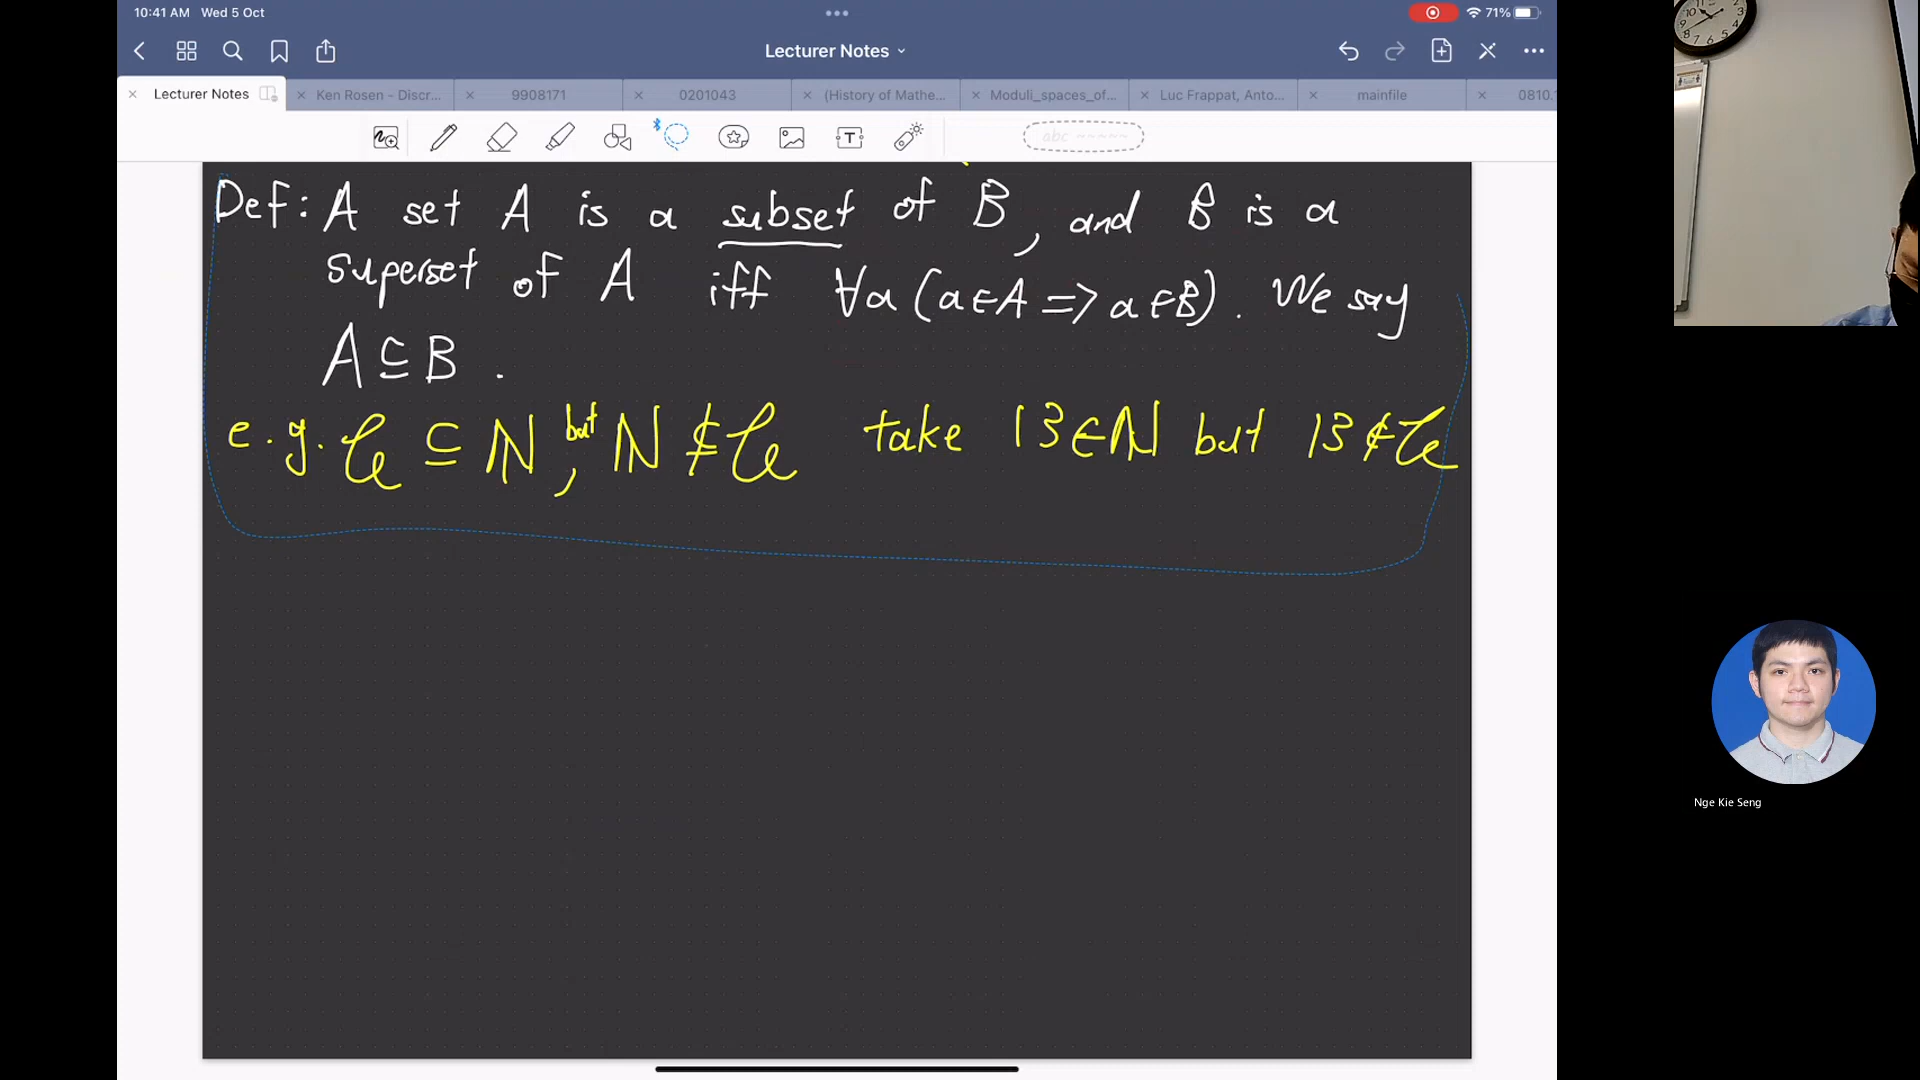 10:41 AM Wed 5 Oct
71%
Lecturer Notes
Lecturer Notes
Ken Rosen - Discr...
9908171
0201043
(History of Mathe...
Moduli_spaces_of...
Luc Frappat, Anto...
mainfile
0810.
abc
T
Def: A set A is a subset of B, and B is a
superset of A iff ∀a (a∈A => a∈B). We say
A ⊆ B .
e.g. 𝒞 ⊆ ℕ, but ℕ ⊈ 𝒞 take 13 ∈ ℕ but 13 ∉ 𝒞
Nge Kie Seng